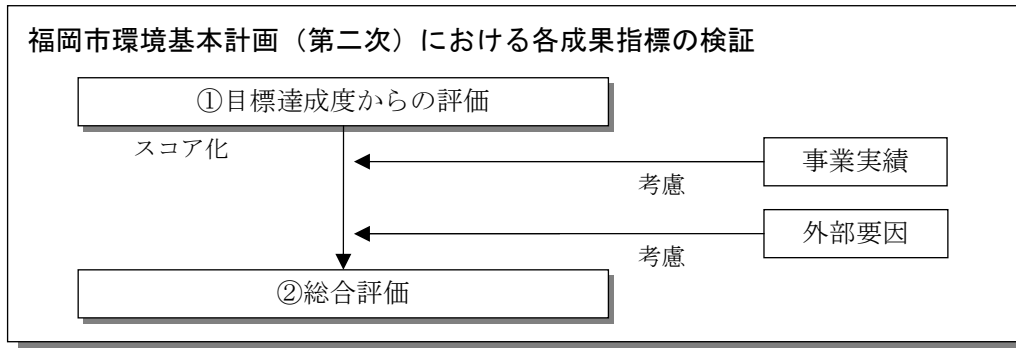 福岡市環境基本計画(第二次)における各成果指標の検証
①目標達成度からの評価
スコア化
事業実績
考慮
外部要因
考慮
②総合評価